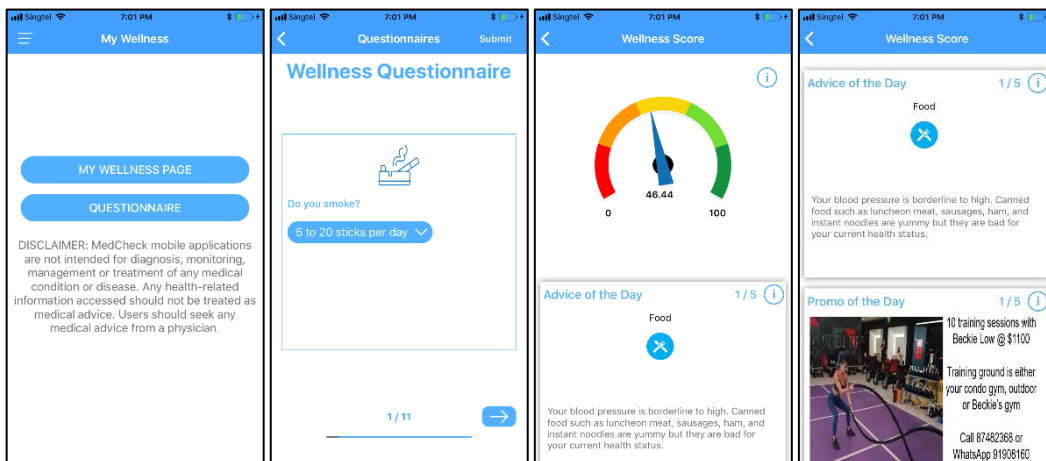 Singtel 7:01 PM
My Wellness
MY WELLNESS PAGE
QUESTIONNAIRE
DISCLAIMER: MedCheck mobile applications
are not intended for diagnosis, monitoring,
management or treatment of any medical
condition or disease. Any health-related
information accessed should not be treated as
medical advice. Users should seek any
medical advice from a physician.
Singtel 7:01 PM
Questionnaires Submit
Wellness Questionnaire
Do you smoke?
5 to 20 sticks per day
1 / 11
Singtel 7:01 PM
Wellness Score
i
46.44
0 100
Advice of the Day 1 / 5 i
Food
Your blood pressure is borderline to high. Canned
food such as luncheon meat, sausages, ham, and
instant noodles are yummy but they are bad for
your current health status.
Singtel 7:01 PM
Wellness Score
Advice of the Day 1 / 5 i
Food
Your blood pressure is borderline to high. Canned
food such as luncheon meat, sausages, ham, and
instant noodles are yummy but they are bad for
your current health status.
Promo of the Day 1 / 5 i
10 training sessions with
Beckie Low @ $1100
Training ground is either
your condo gym, outdoor
or Beckie's gym
Call 87482368 or
WhatsApp 91908160